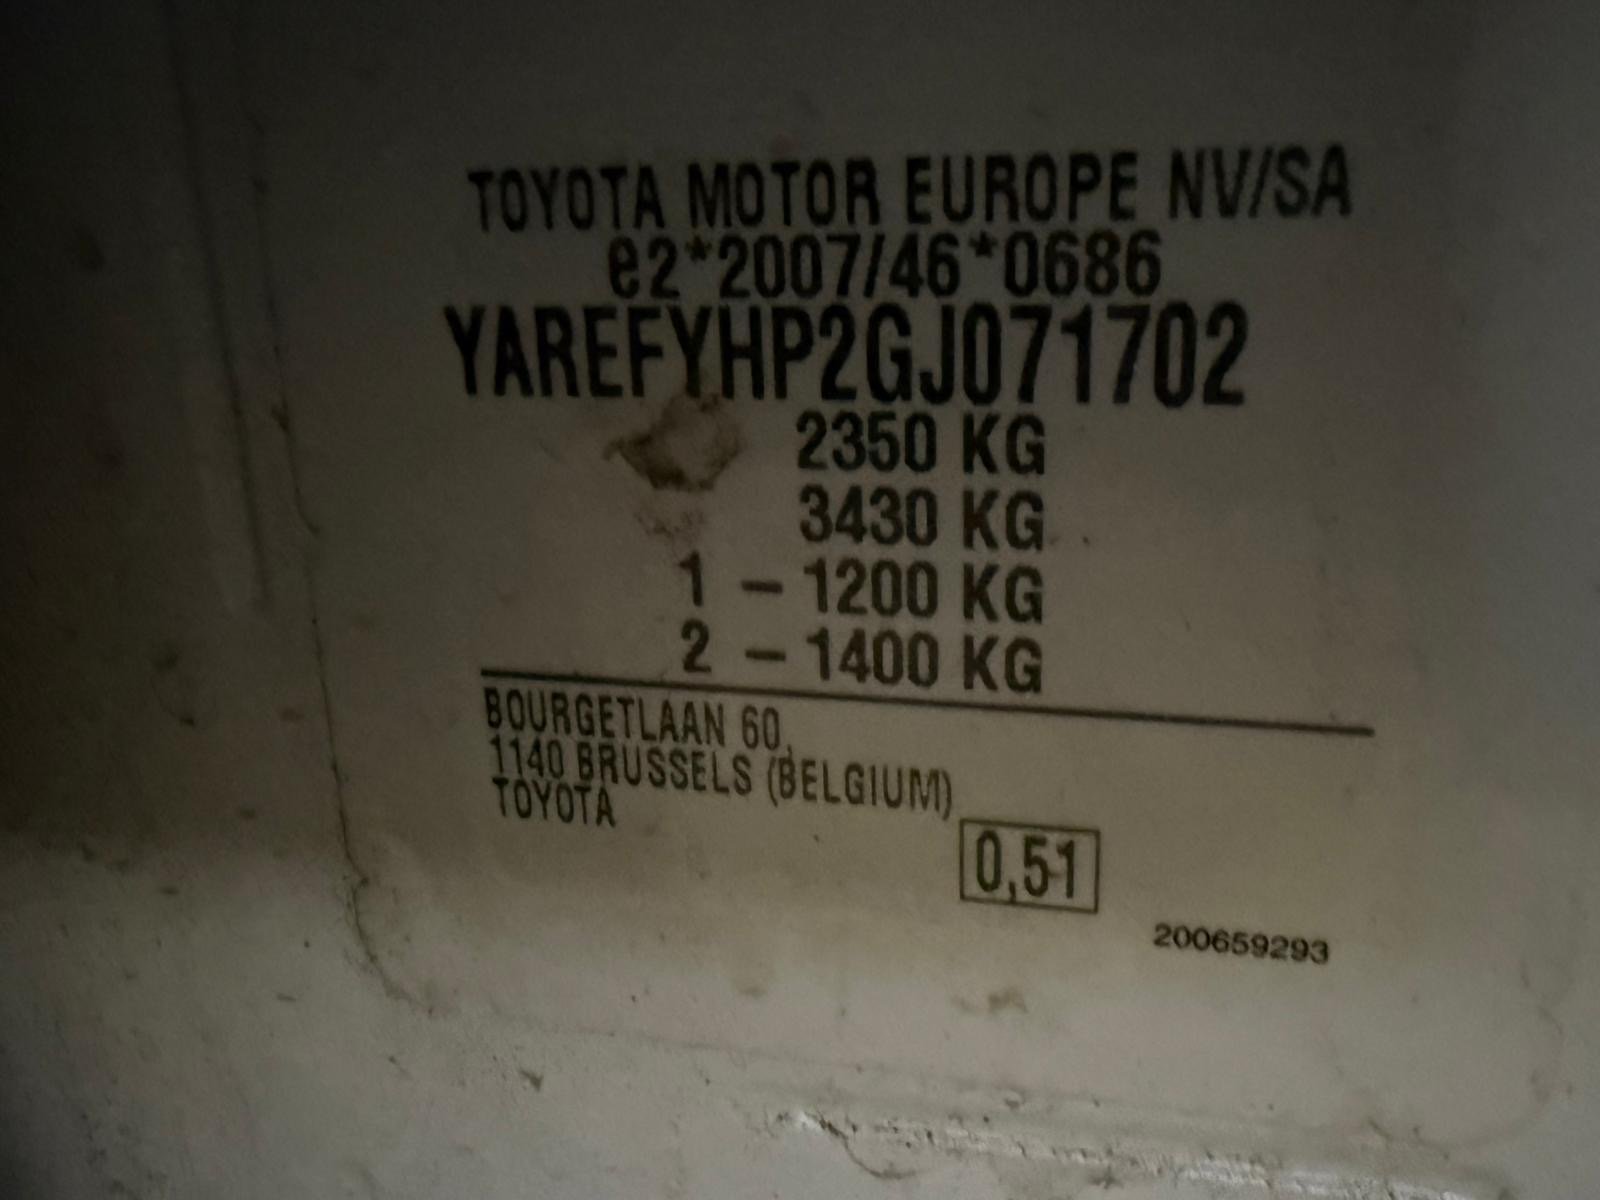 TOYOTA MOTOR EUROPE NV/SA
e2*2007/46*0686
YAREFYHP2GJ071702
2350 KG
3430 KG
1 – 1200 KG
2 – 1400 KG
BOURGETLAAN 60,
1140 BRUSSELS (BELGIUM)
TOYOTA
0,51
200659293